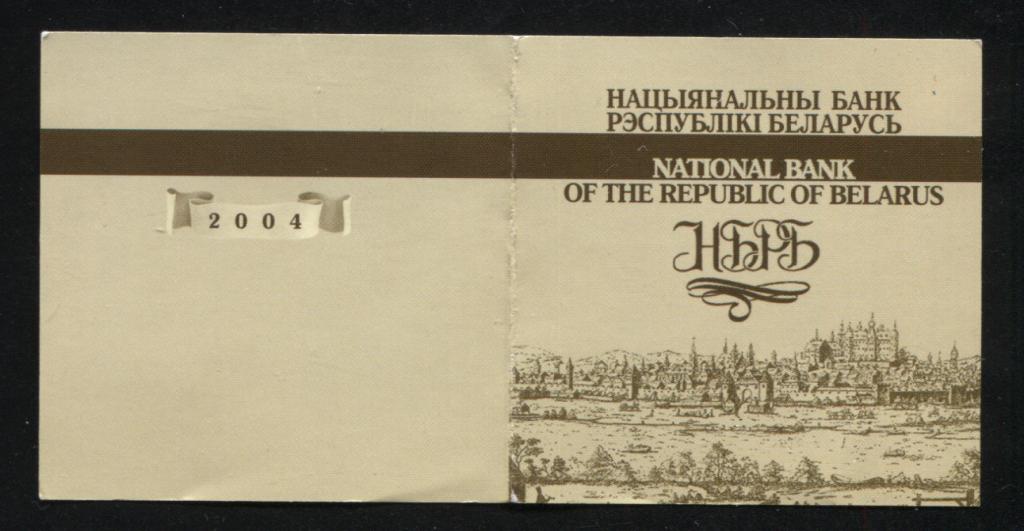 2004
НАЦЫЯНАЛЬНЫ БАНК
РЭСПУБЛІКІ БЕЛАРУСЬ
NATIONAL BANK
OF THE REPUBLIC OF BELARUS
НБРБ